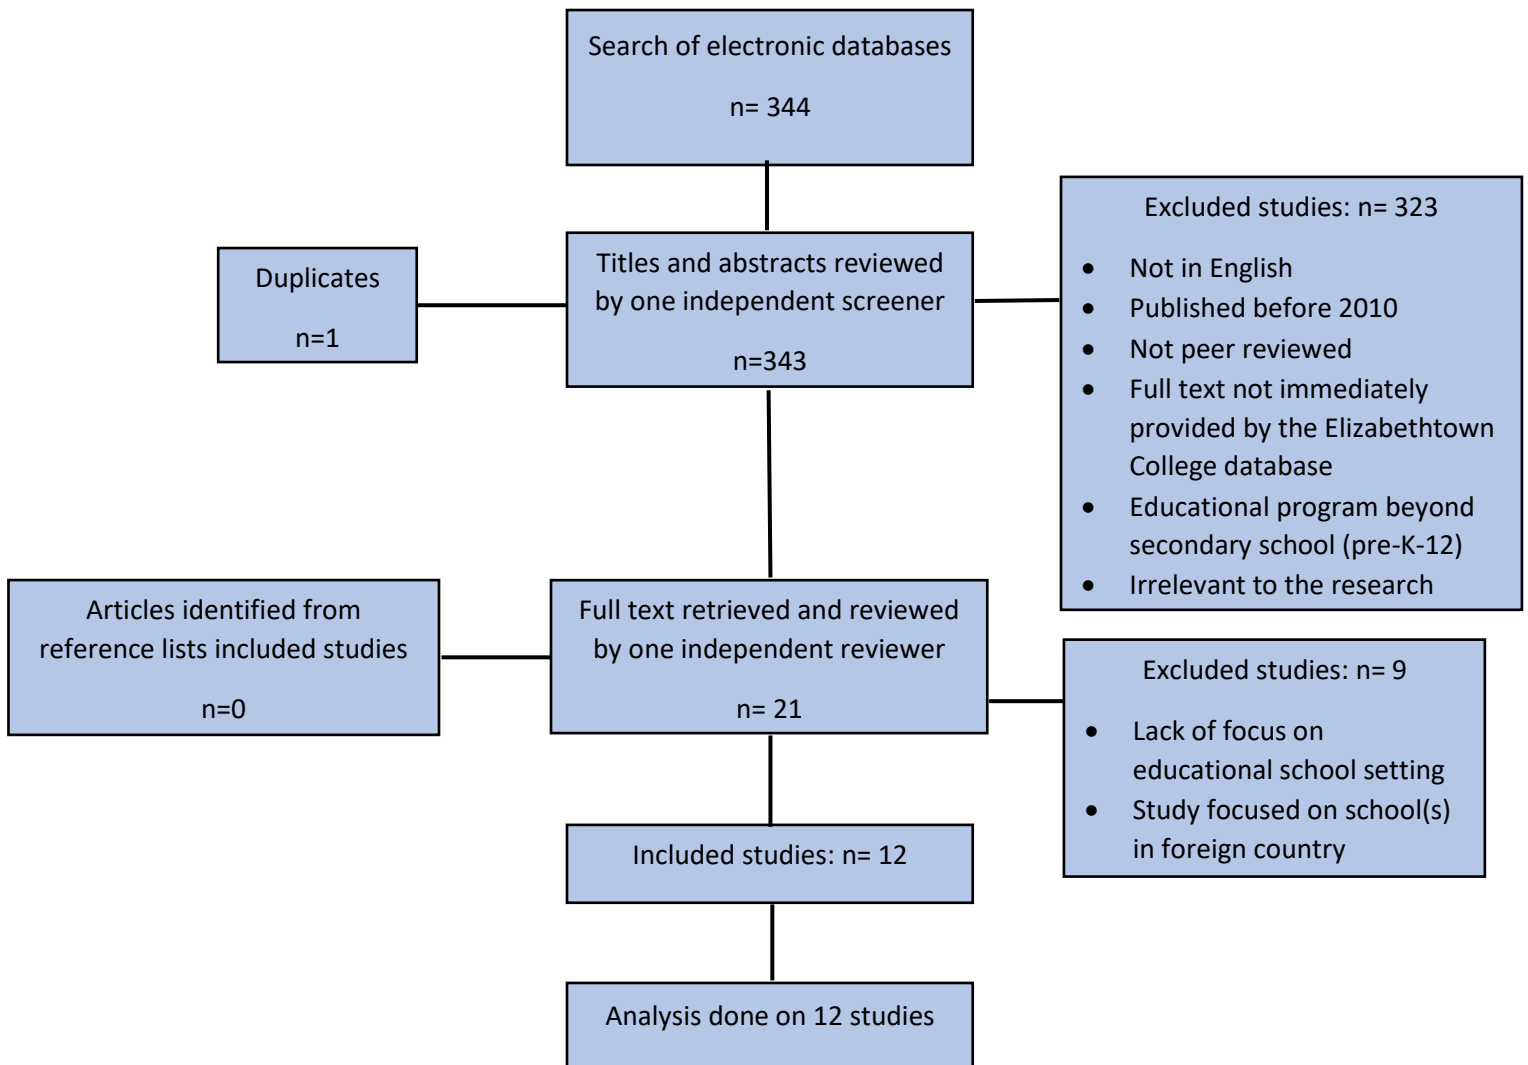 Search of electronic databases
n= 344
Duplicates
n=1
Titles and abstracts reviewed
by one independent screener
n=343
Excluded studies: n= 323
• Not in English
• Published before 2010
• Not peer reviewed
• Full text not immediately
provided by the Elizabethtown
College database
• Educational program beyond
secondary school (pre-K-12)
• Irrelevant to the research
Articles identified from
reference lists included studies
n=0
Full text retrieved and reviewed
by one independent reviewer
n= 21
Excluded studies: n= 9
• Lack of focus on
educational school setting
• Study focused on school(s)
in foreign country
Included studies: n= 12
Analysis done on 12 studies